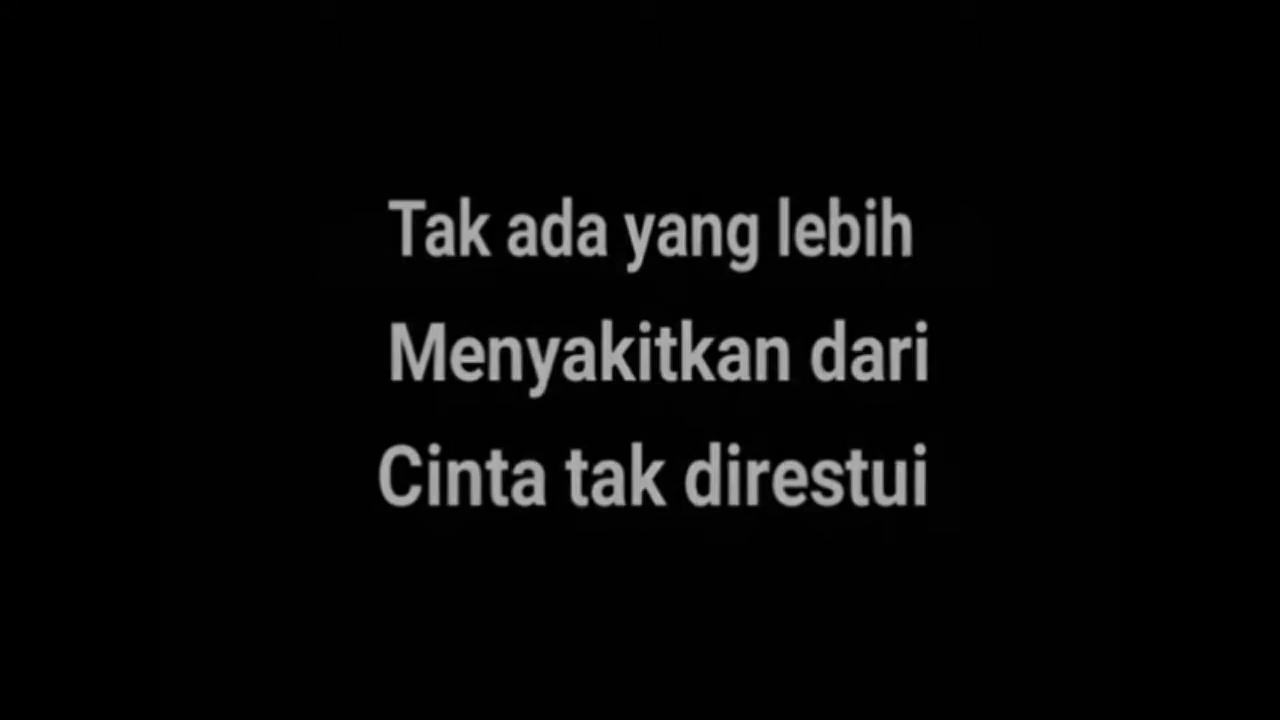 Tak ada yang lebih
Menyakitkan dari
Cinta tak direstui